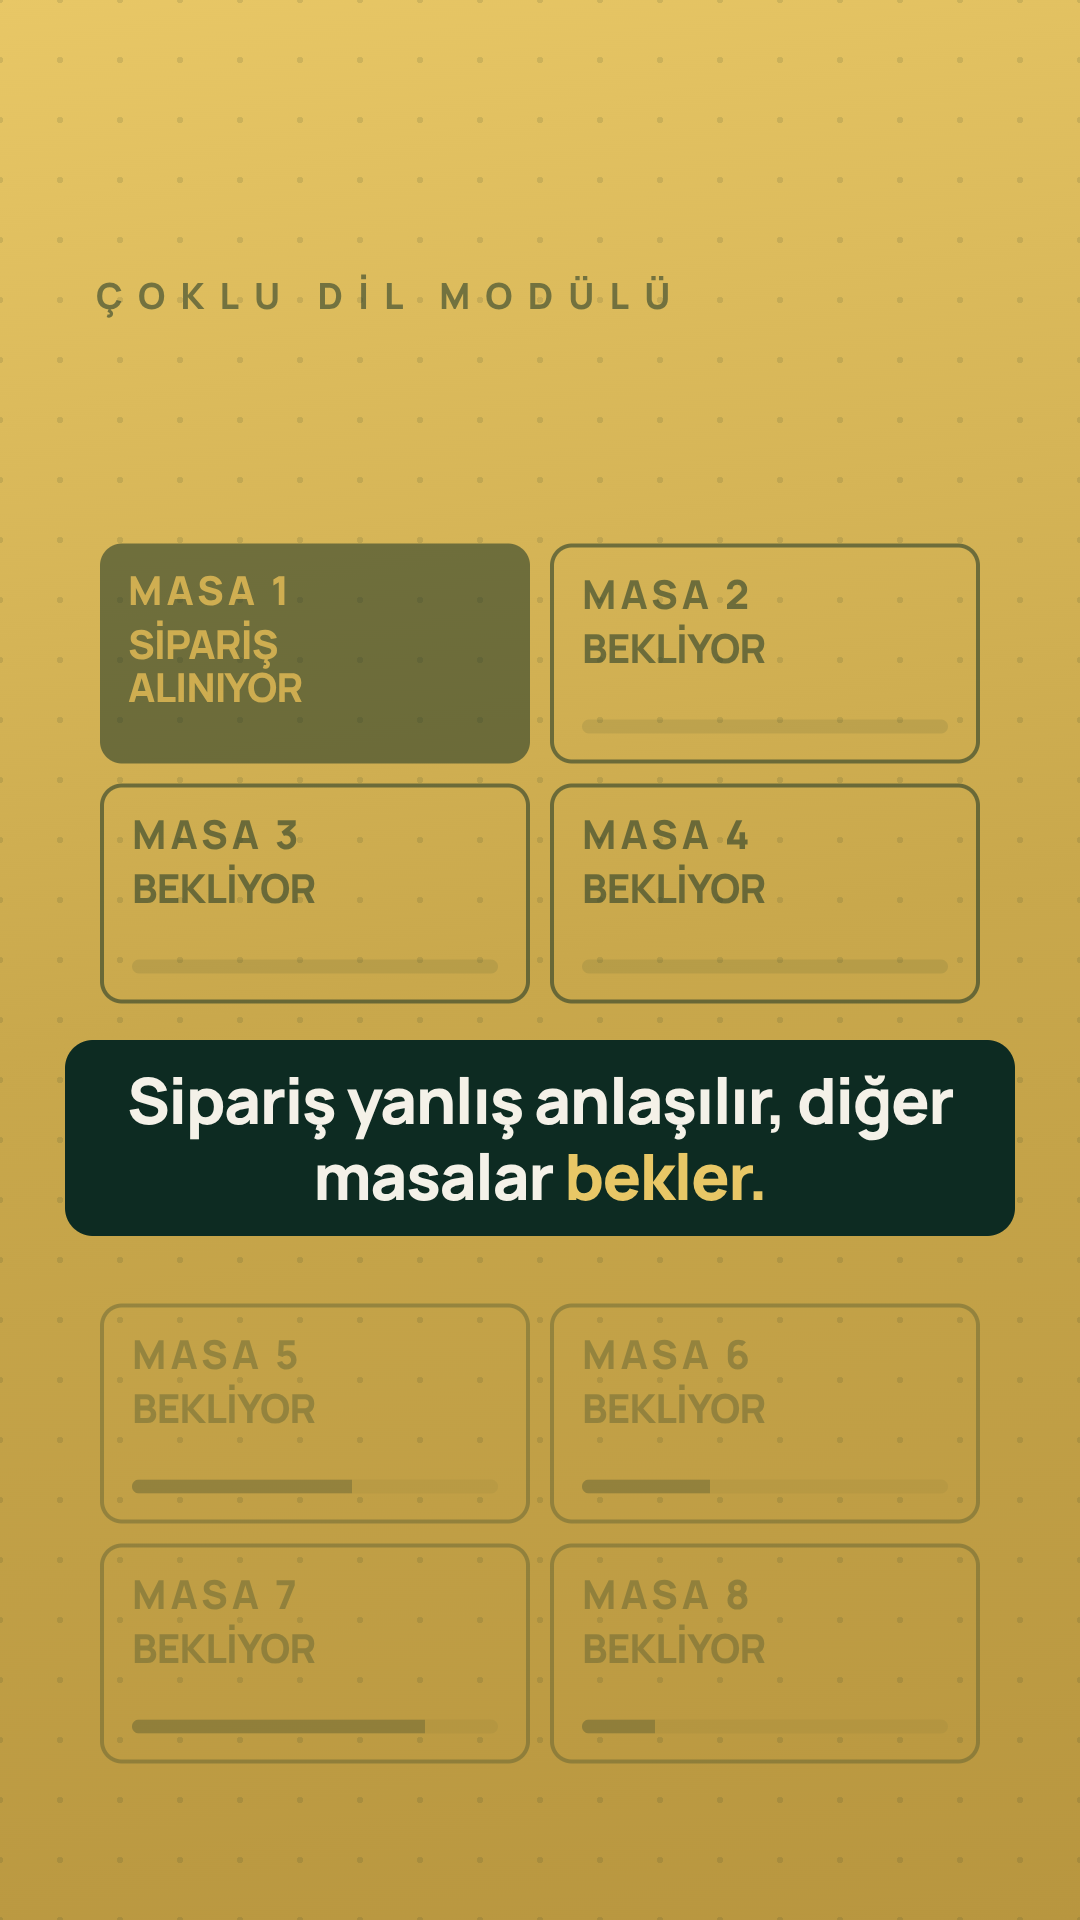 ÇOKLU DİL MODÜLÜ
MASA 1
SİPARİŞ
ALINIYOR
MASA 2
BEKLİYOR
MASA 3
BEKLİYOR
MASA 4
BEKLİYOR
Sipariş yanlış anlaşılır, diğer
masalar bekler.
MASA 5
BEKLİYOR
MASA 6
BEKLİYOR
MASA 7
BEKLİYOR
MASA 8
BEKLİYOR